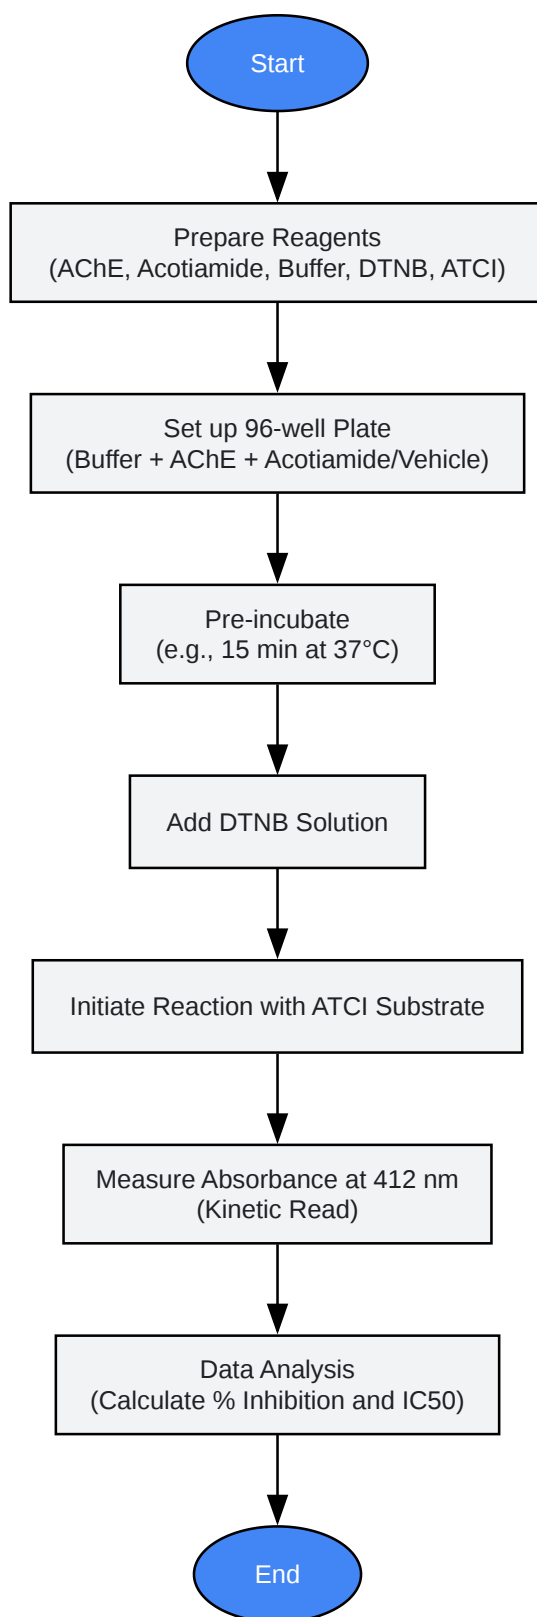 Start
Prepare Reagents
(AChE, Acotiamide, Buffer, DTNB, ATCI)
Set up 96-well Plate
(Buffer + AChE + Acotiamide/Vehicle)
Pre-incubate
(e.g., 15 min at 37°C)
Add DTNB Solution
Initiate Reaction with ATCI Substrate
Measure Absorbance at 412 nm
(Kinetic Read)
Data Analysis
(Calculate % Inhibition and IC50)
End